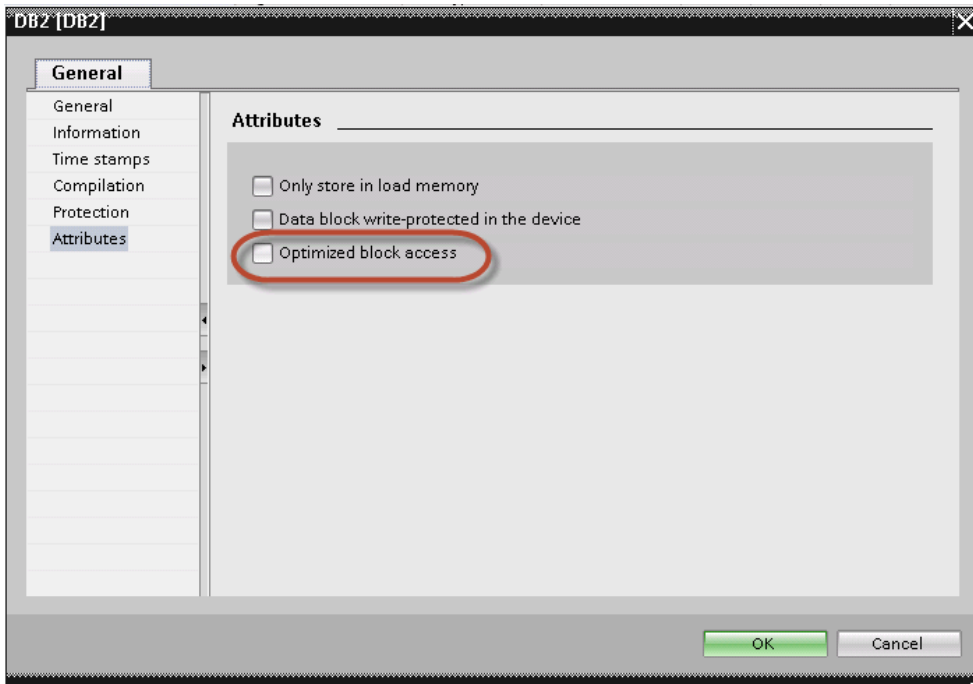 DB2 [DB2]
General
General
Information
Time stamps
Compilation
Protection
Attributes
Attributes
Only store in load memory
Data block write-protected in the device
Optimized block access
OK
Cancel